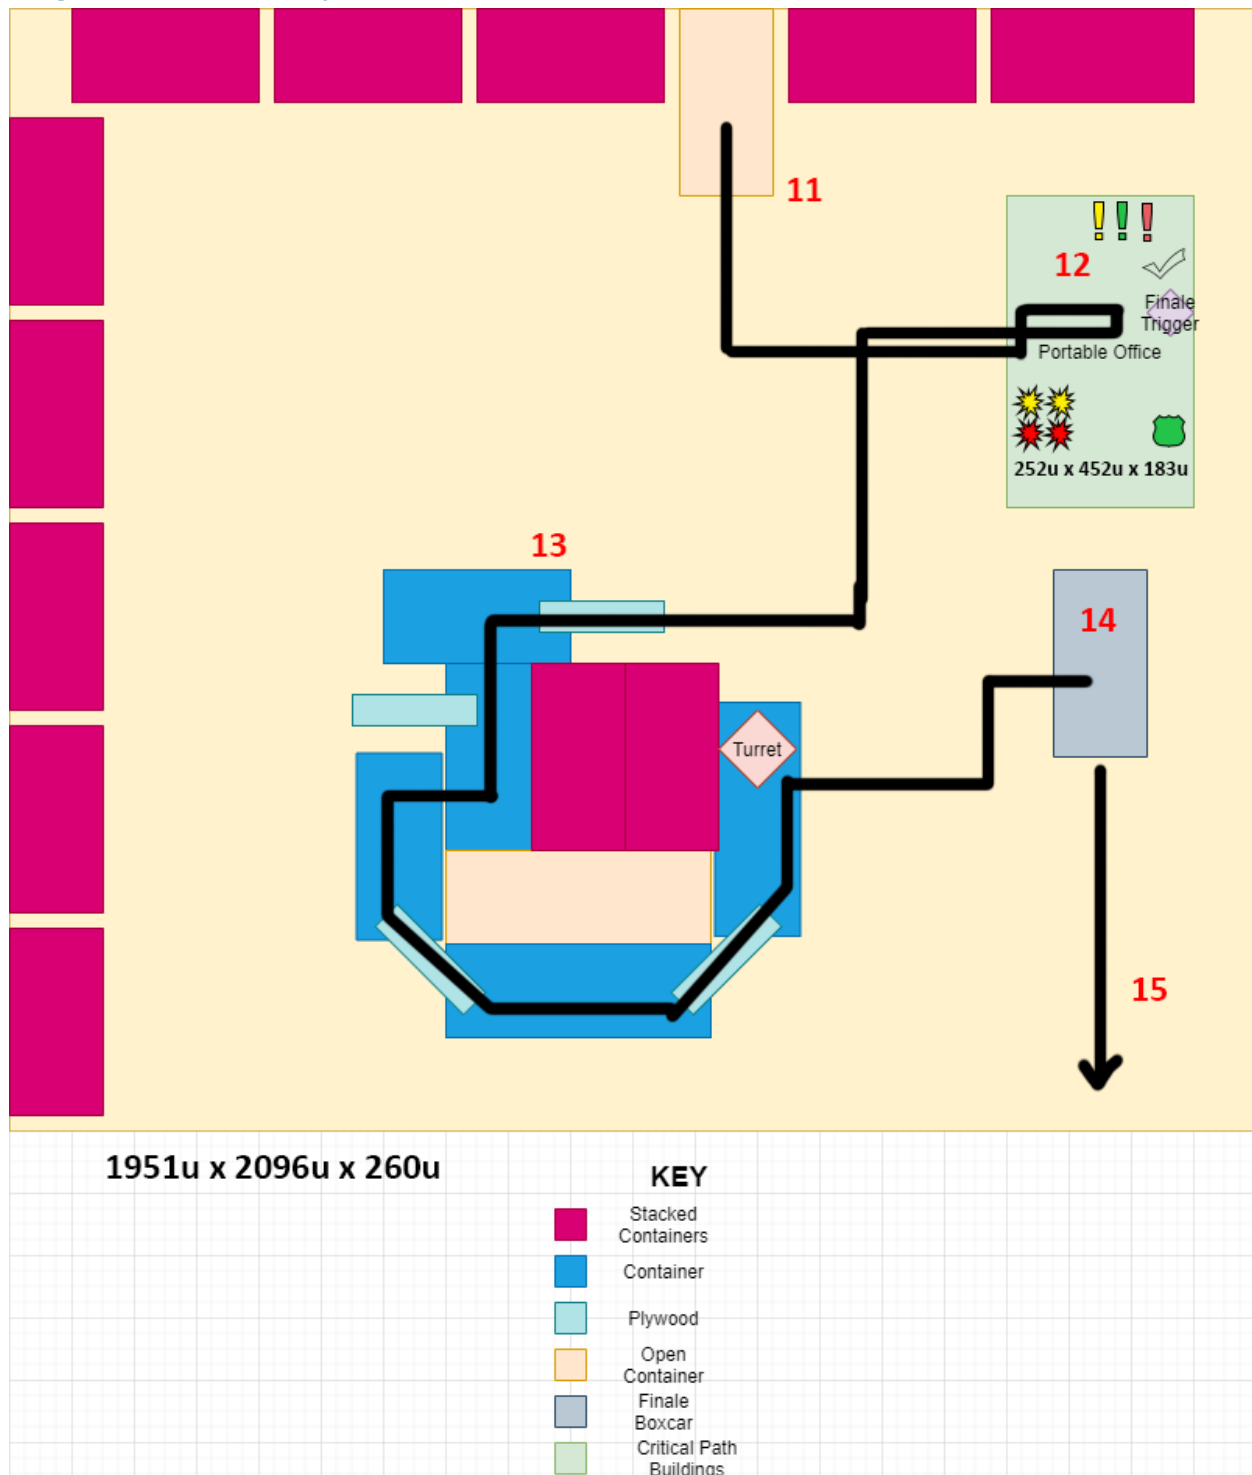 11
12
Finale
Trigger
Portable Office
252u x 452u x 183u
13
14
Turret
15
1951u x 2096u x 260u
KEY
Stacked
Containers
Container
Plywood
Open
Container
Finale
Boxcar
Critical Path
Buildings